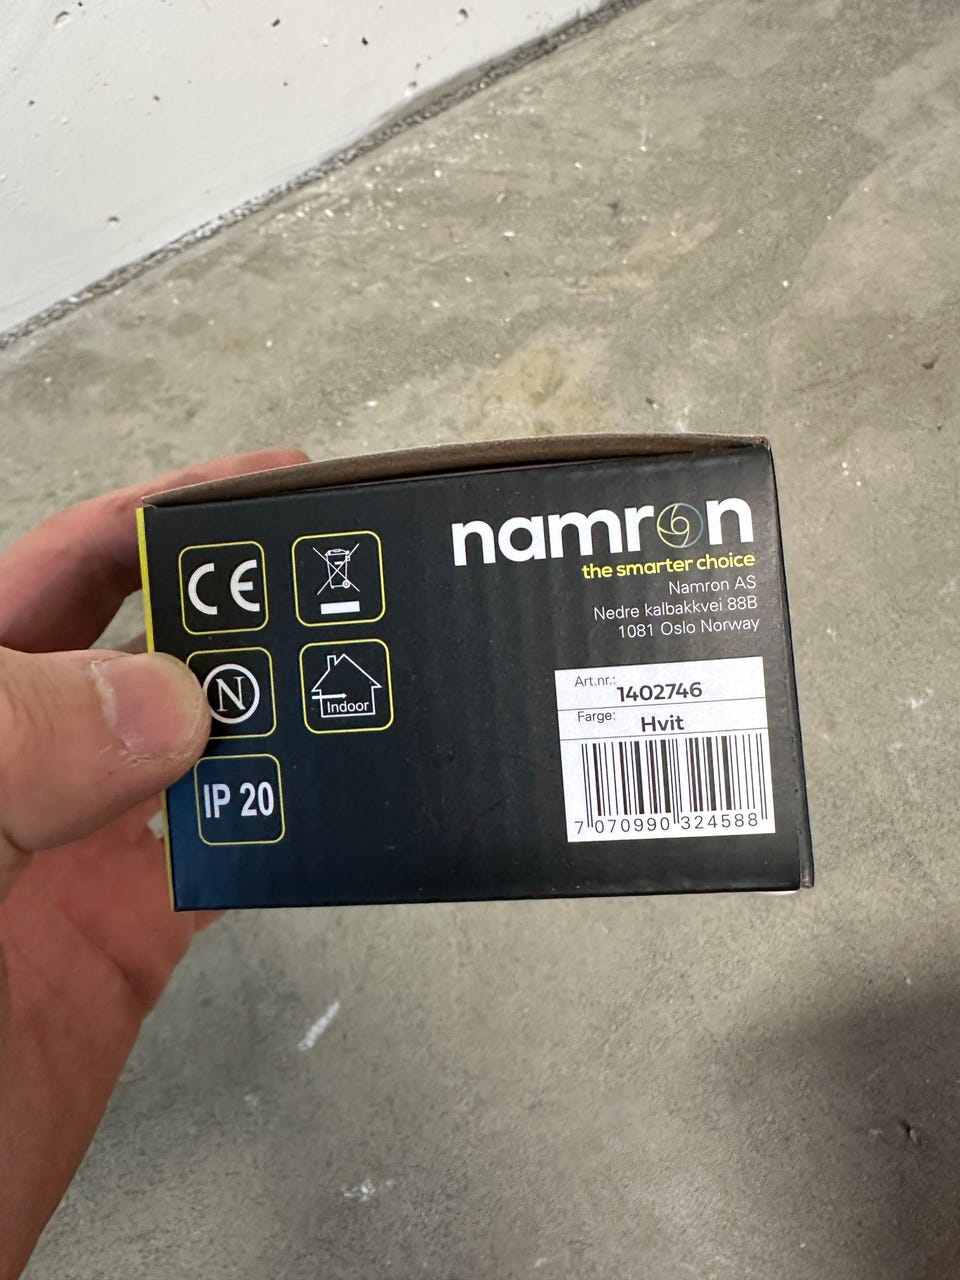 namron
the smarter choice
Namron AS
Nedre kalbakkvei 88B
1081 Oslo Norway
CE
N
Indoor
IP 20
Art.nr.: 1402746
Farge: Hvit
7 070990 324588